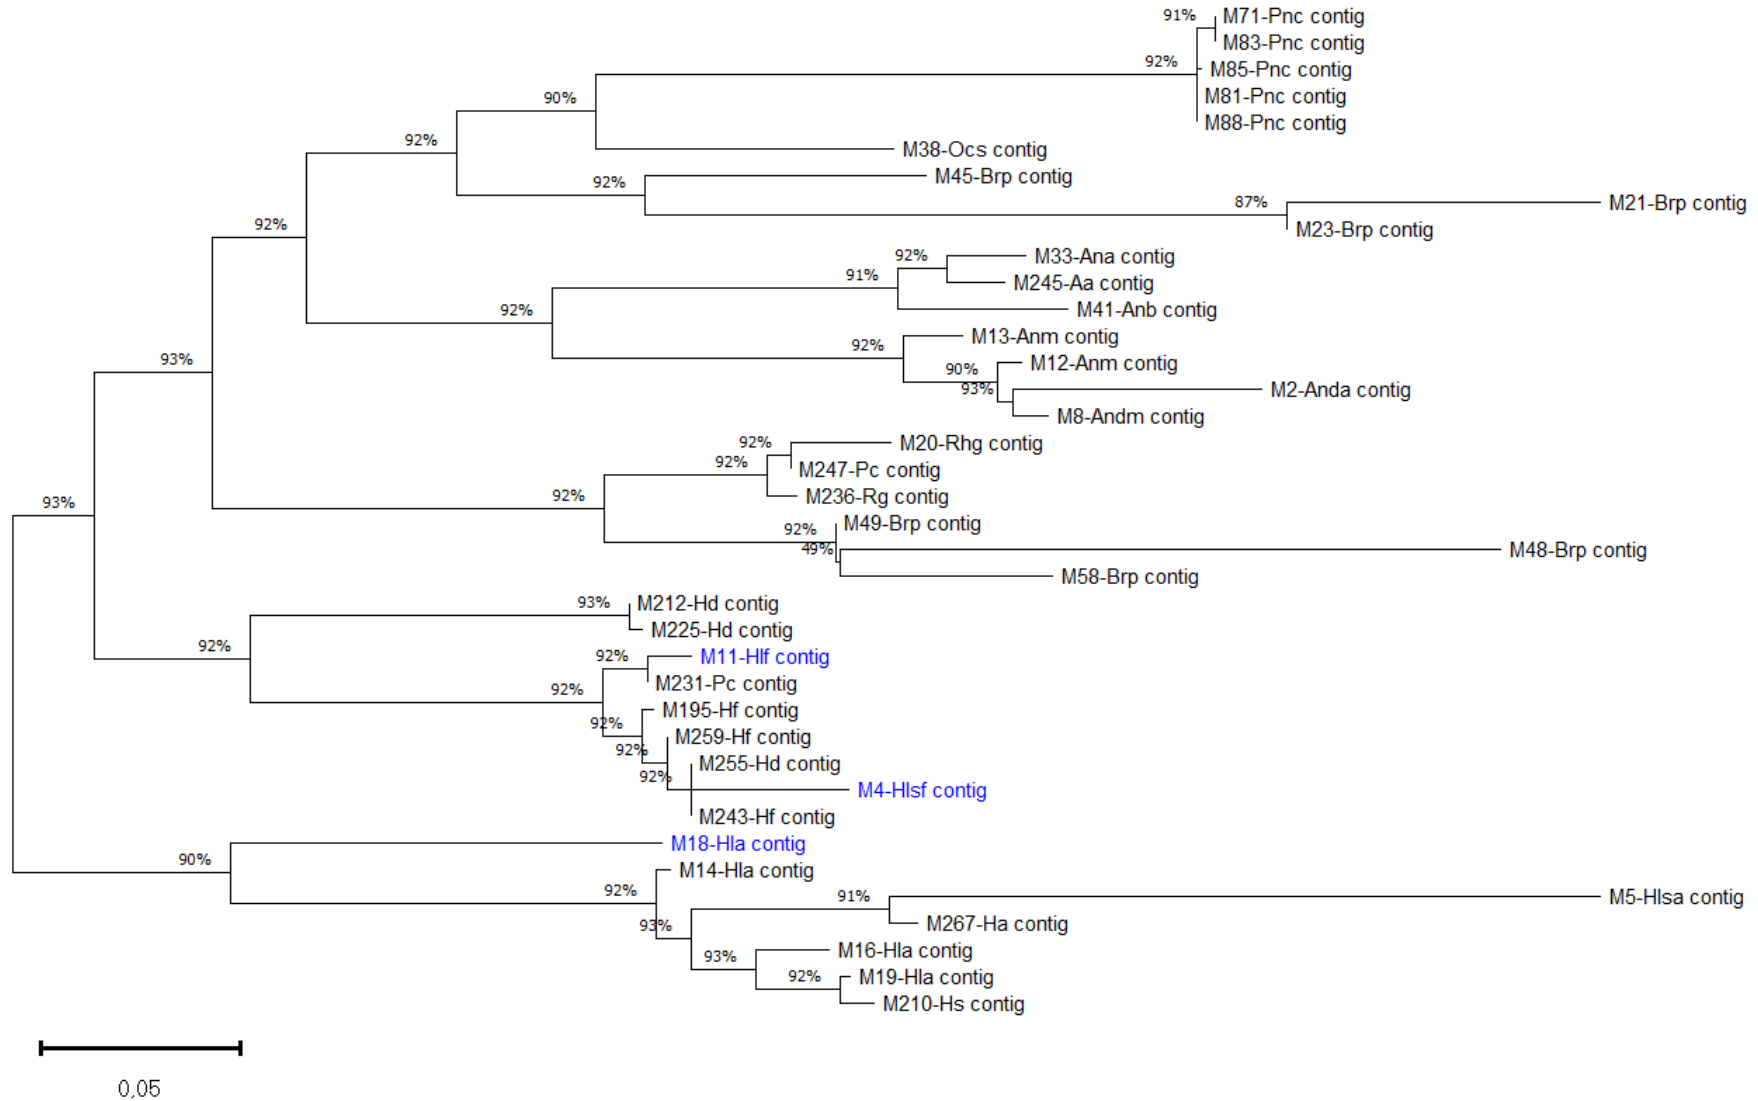 91%
M71-Pnc contig
M83-Pnc contig
92%
M85-Pnc contig
M81-Pnc contig
90%
M88-Pnc contig
92%
M38-Ocs contig
92%
M45-Brp contig
87%
M21-Brp contig
92%
M23-Brp contig
92%
M33-Ana contig
91%
M245-Aa contig
92%
M41-Anb contig
92%
M13-Anm contig
93%
90%
M12-Anm contig
93%
M2-Anda contig
M8-Andm contig
92%
M20-Rhg contig
92%
M247-Pc contig
92%
M236-Rg contig
93%
92%
M49-Brp contig
49%
M48-Brp contig
M58-Brp contig
93%
M212-Hd contig
M225-Hd contig
92%
92%
M11-Hlf contig
92%
M231-Pc contig
92%
M195-Hf contig
92%
M259-Hf contig
92%
M255-Hd contig
M4-Hlsf contig
M243-Hf contig
90%
M18-Hla contig
92%
M14-Hla contig
91%
M5-Hlsa contig
93%
M267-Ha contig
93%
M16-Hla contig
92%
M19-Hla contig
M210-Hs contig
0,05